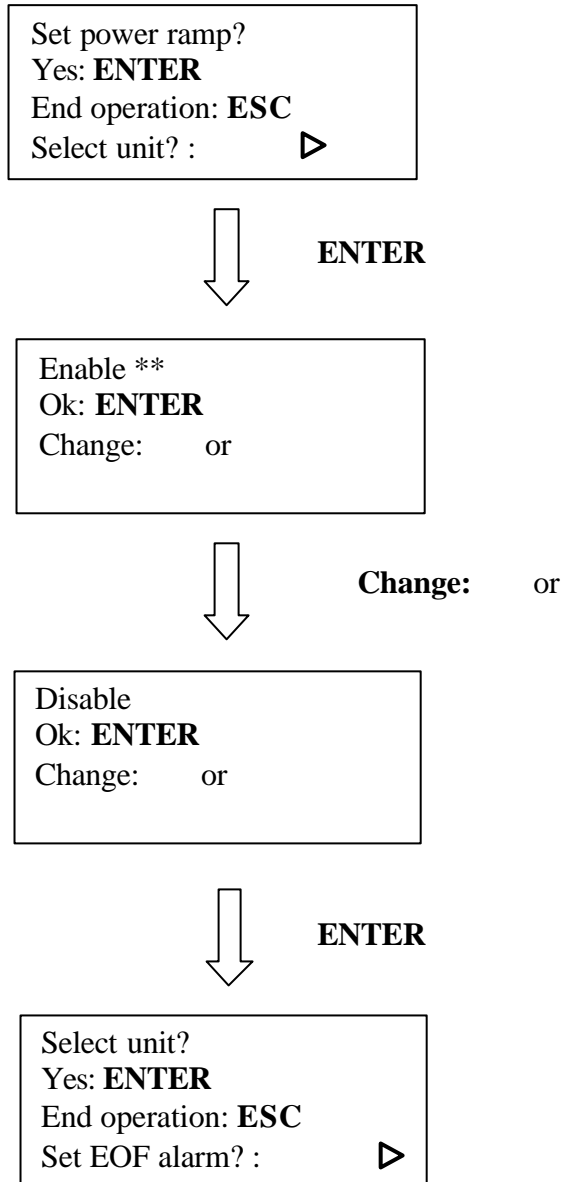 Set power ramp?
Yes: ENTER
End operation: ESC
Select unit? :
ENTER
Enable **
Ok: ENTER
Change: or
Change: or
Disable
Ok: ENTER
Change: or
ENTER
Select unit?
Yes: ENTER
End operation: ESC
Set EOF alarm? :